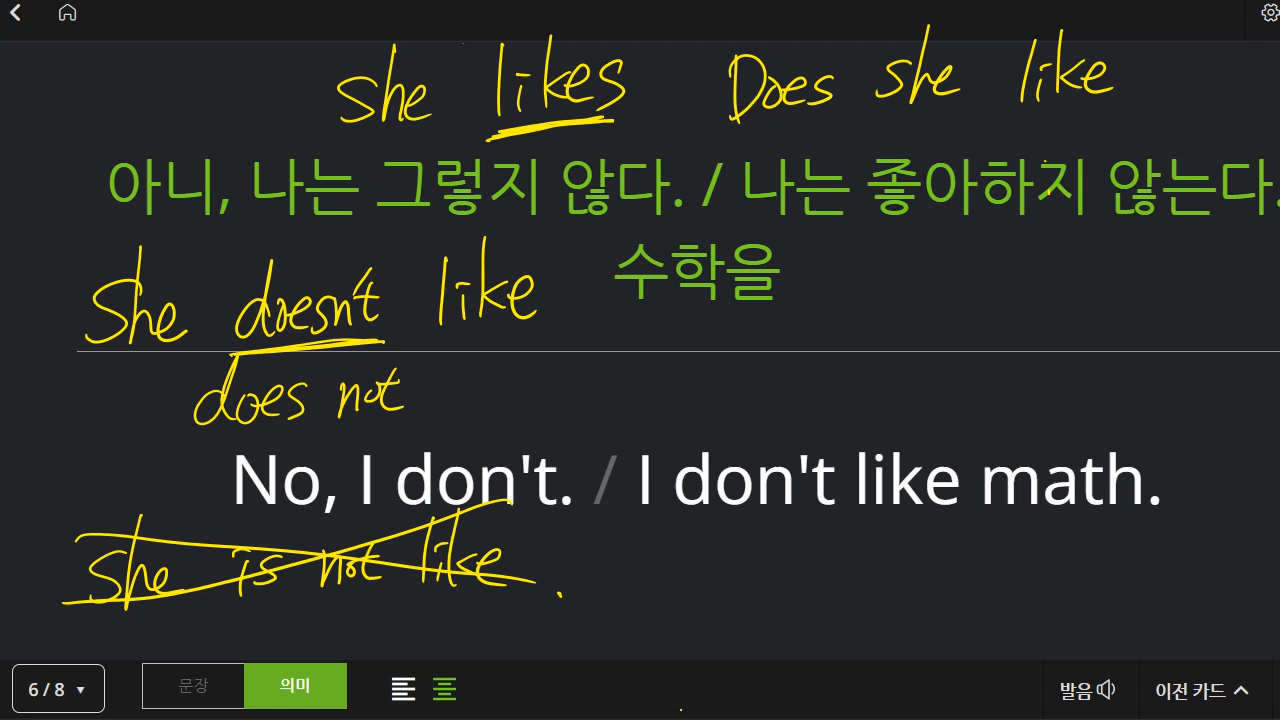 She likes Does she like
아니, 나는 그렇지 않다. / 나는 좋아하지 않는다.
수학을
She doesn't like
does not
No, I don't. / I don't like math.
She is not like.
6 / 8 문장 의미 발음 이전 카드